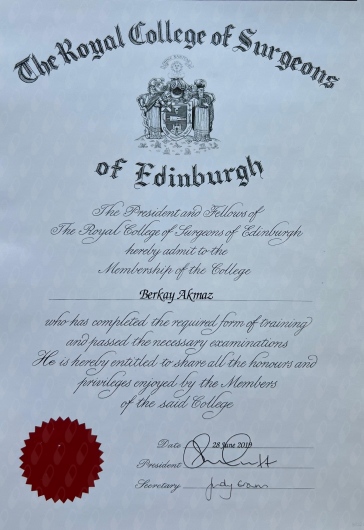 The Royal College of Surgeons
of Edinburgh
The President and Fellows of
The Royal College of Surgeons of Edinburgh
hereby admit to the
Membership of the College
Berkay Akmaz
who has completed the required form of training
and passed the necessary examinations
He is hereby entitled to share all the honours and
privileges enjoyed by the Members
of the said College
Date 28 June 2019
President
Secretary